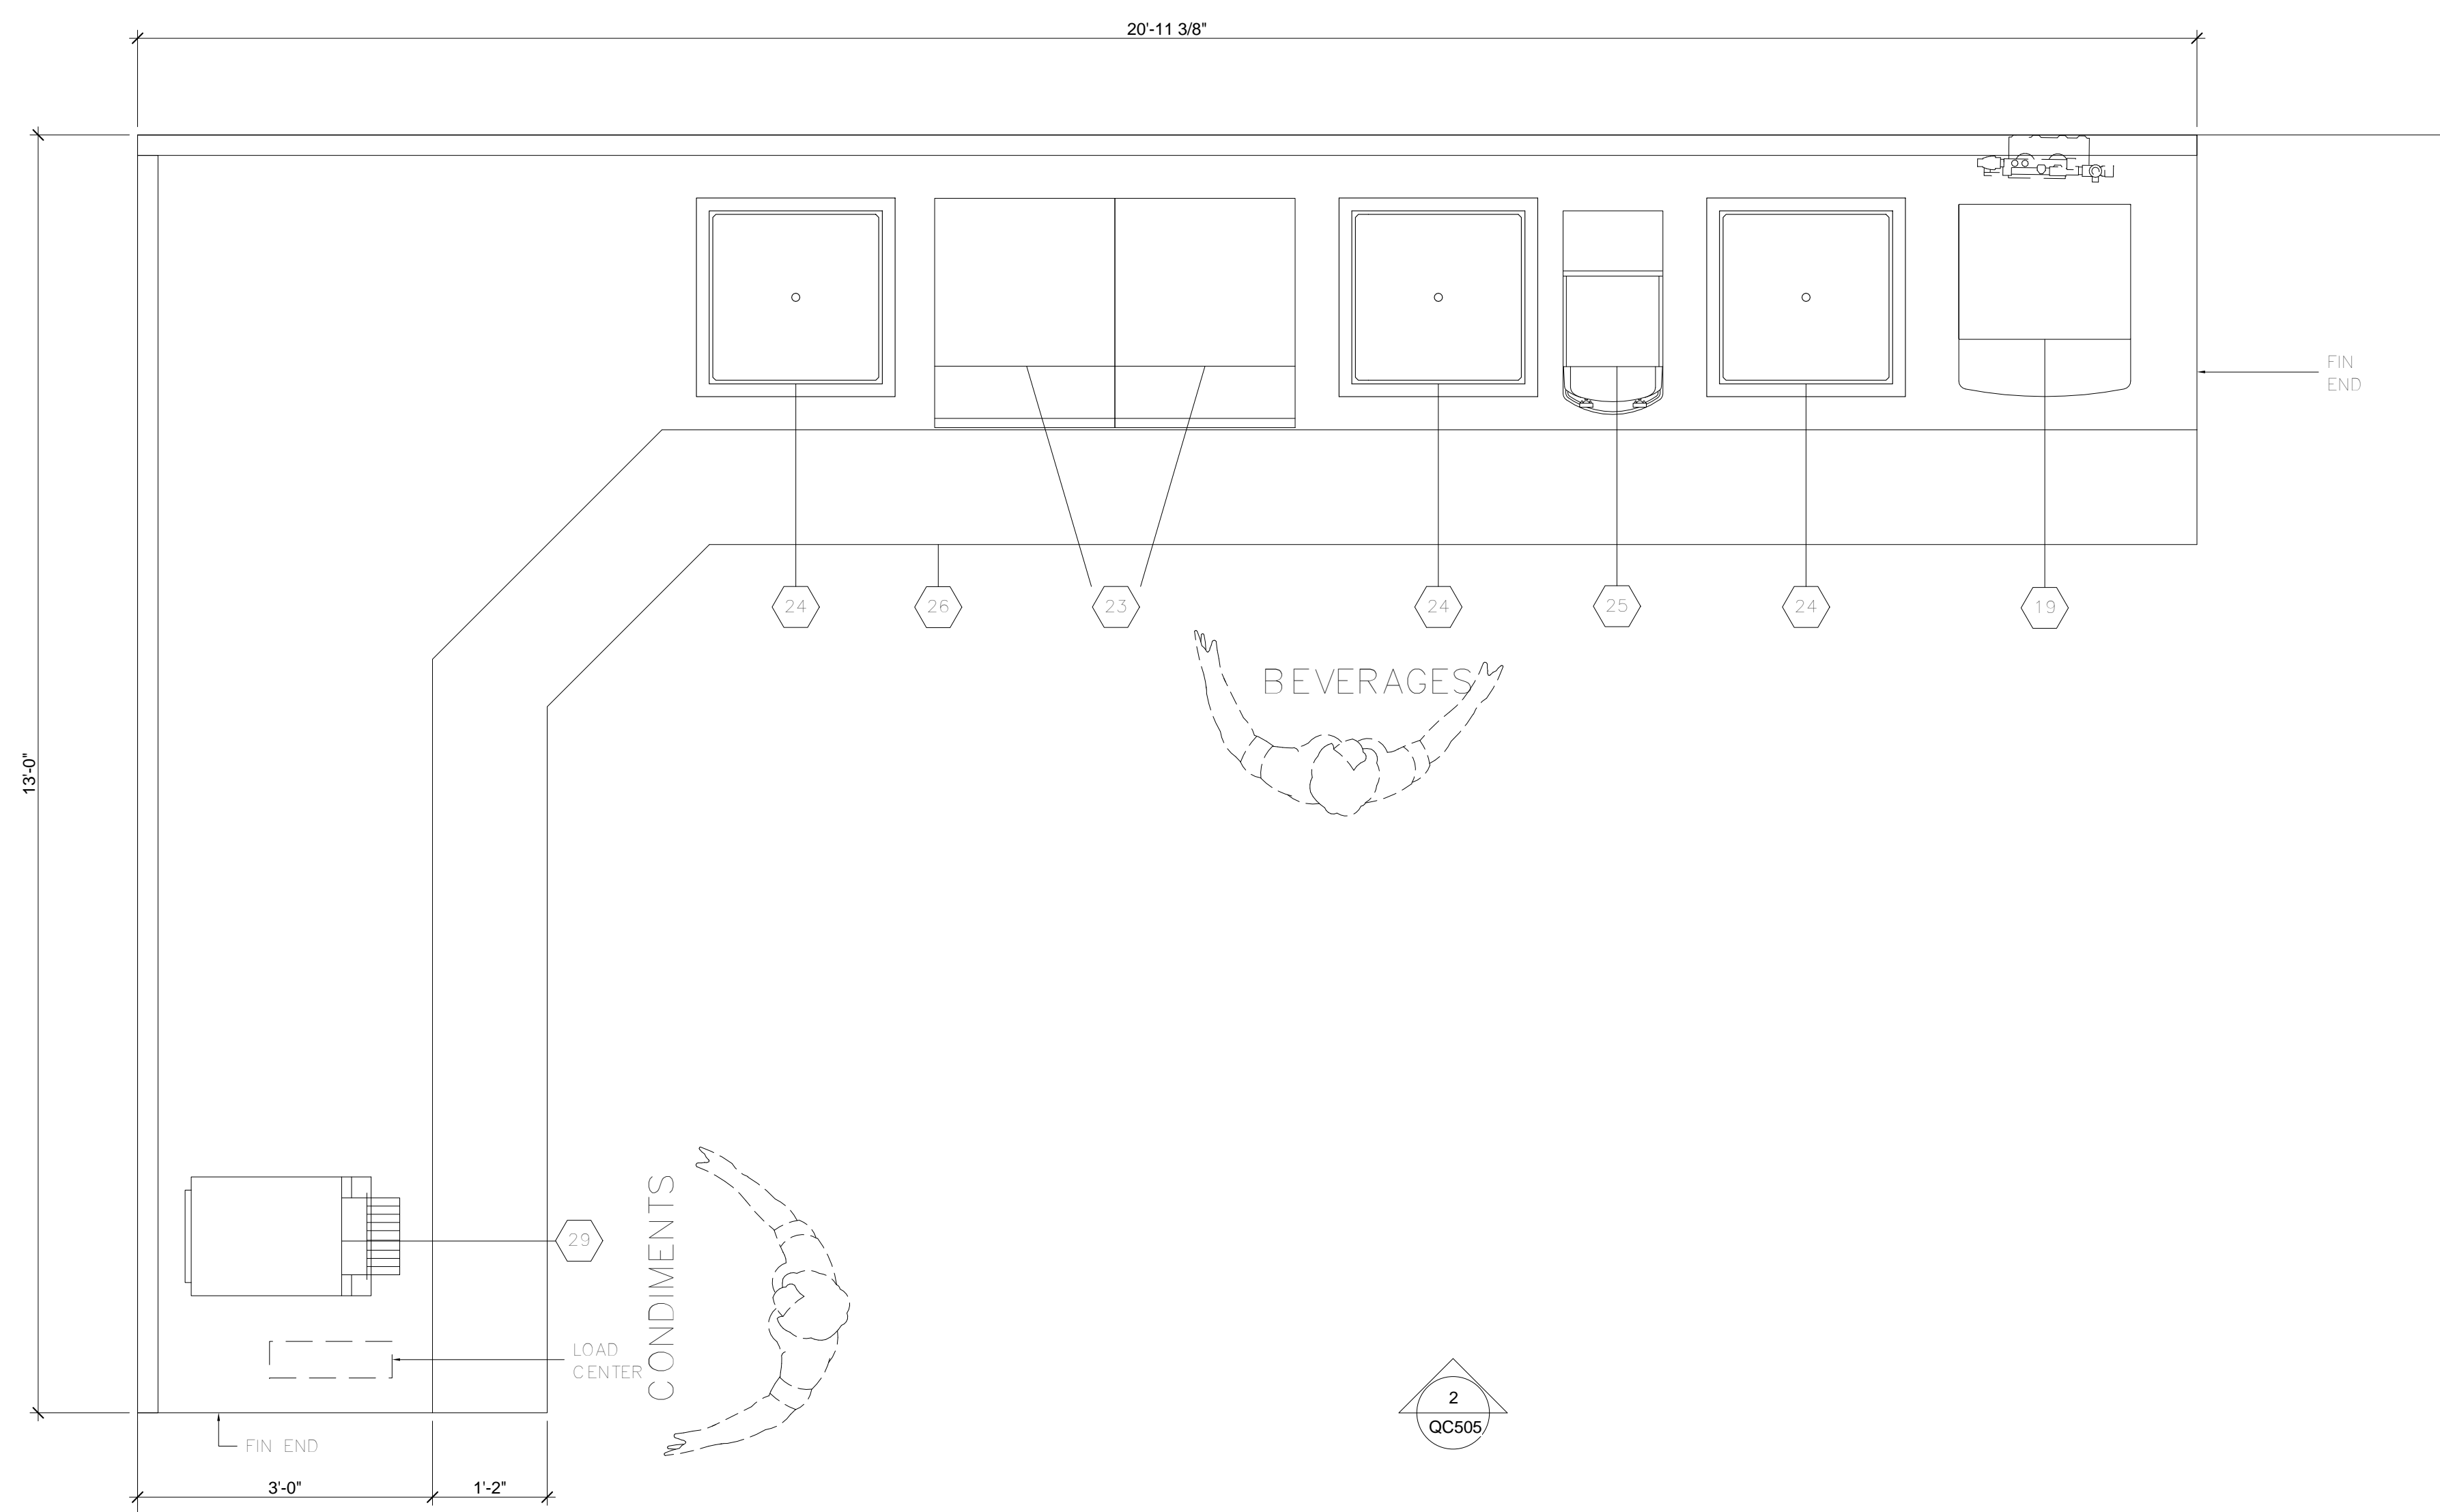 20'-11 3/8"
FIN
END
24
26
23
24
25
24
19
BEVERAGES
13'-0"
CONDIMENTS
29
LOAD
CENTER
2
QC505
FIN END
3'-0"
1'-2"